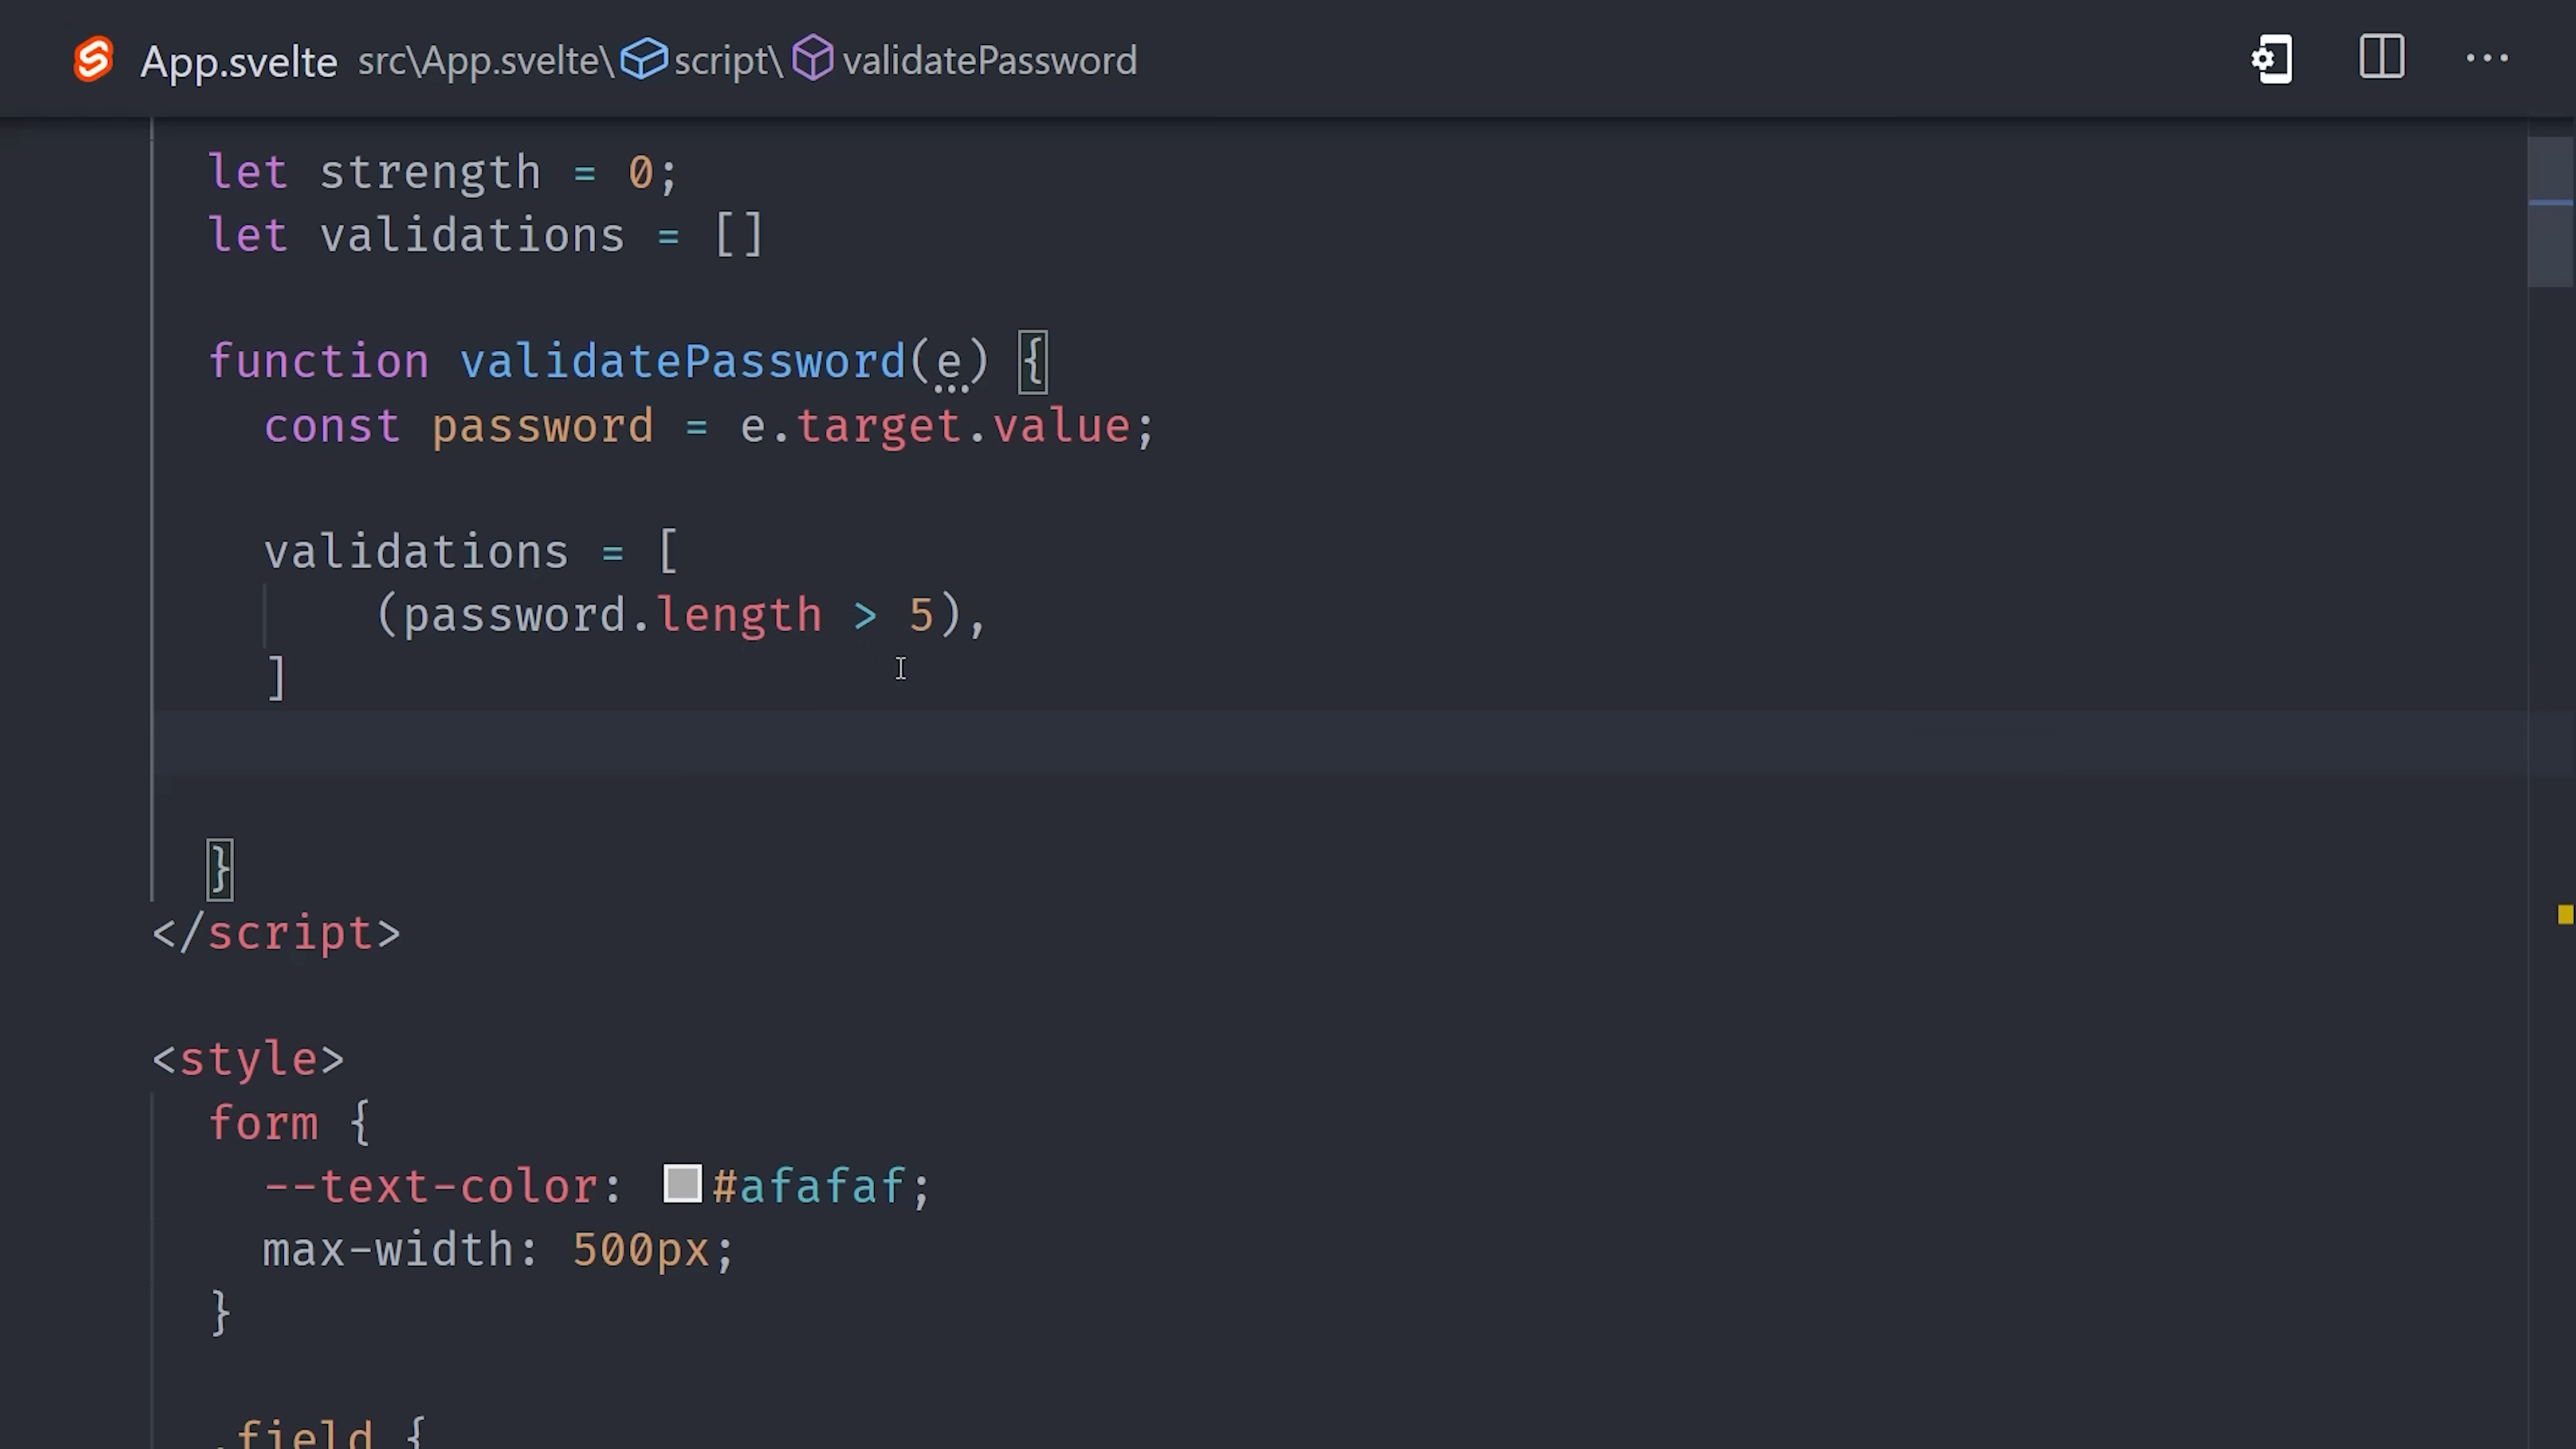 App.svelte src\App.svelte\script\validatePassword
let strength = 0;
let validations = []
function validatePassword(e) {
const password = e.target.value;
validations = [
(password.length > 5),
]
}
</script>
<style>
form {
--text-color: #afafaf;
max-width: 500px;
}
.field {